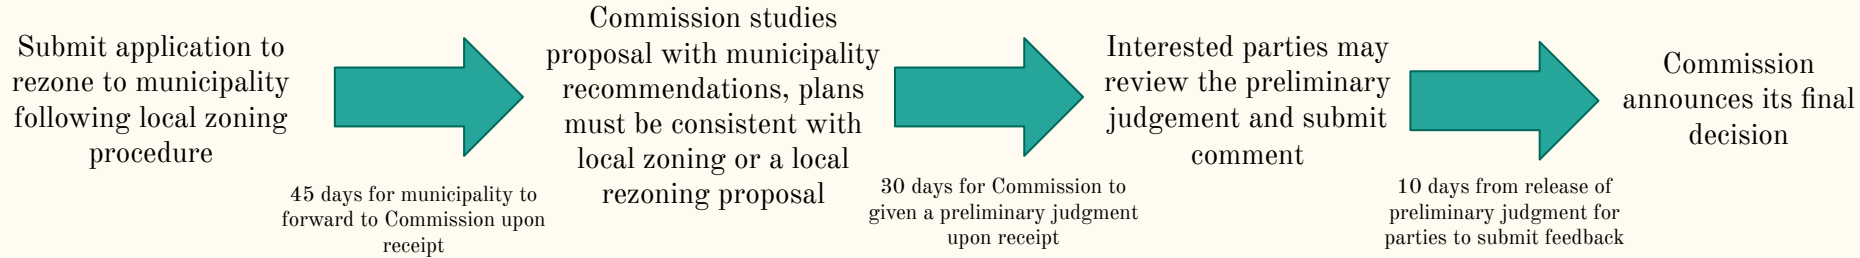 Submit application to
rezone to municipality
following local zoning
procedure
45 days for municipality to
forward to Commission upon
receipt
Commission studies
proposal with municipality
recommendations, plans
must be consistent with
local zoning or a local
rezoning proposal
30 days for Commission to
given a preliminary judgment
upon receipt
Interested parties may
review the preliminary
judgement and submit
comment
10 days from release of
preliminary judgment for
parties to submit feedback
Commission
announces its final
decision